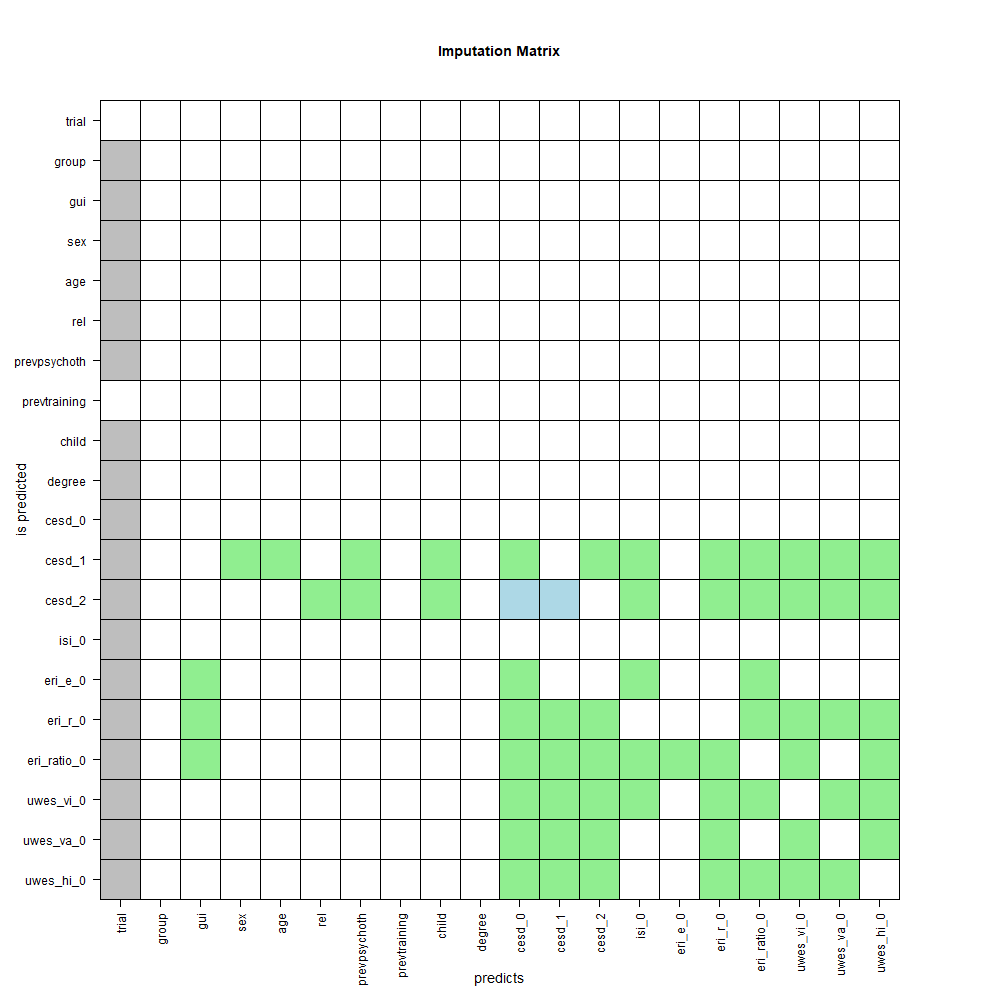 Imputation Matrix
trial
group
gui
sex
age
rel
prevpsychoth
prevtraining
child
degree
cesd_0
cesd_1
cesd_2
isi_0
eri_e_0
eri_r_0
eri_ratio_0
uwes_vi_0
uwes_va_0
uwes_hi_0
is predicted
trial
group
gui
sex
age
rel
prevpsychoth
prevtraining
child
degree
cesd_0
cesd_1
cesd_2
isi_0
eri_e_0
eri_r_0
eri_ratio_0
uwes_vi_0
uwes_va_0
uwes_hi_0
predicts